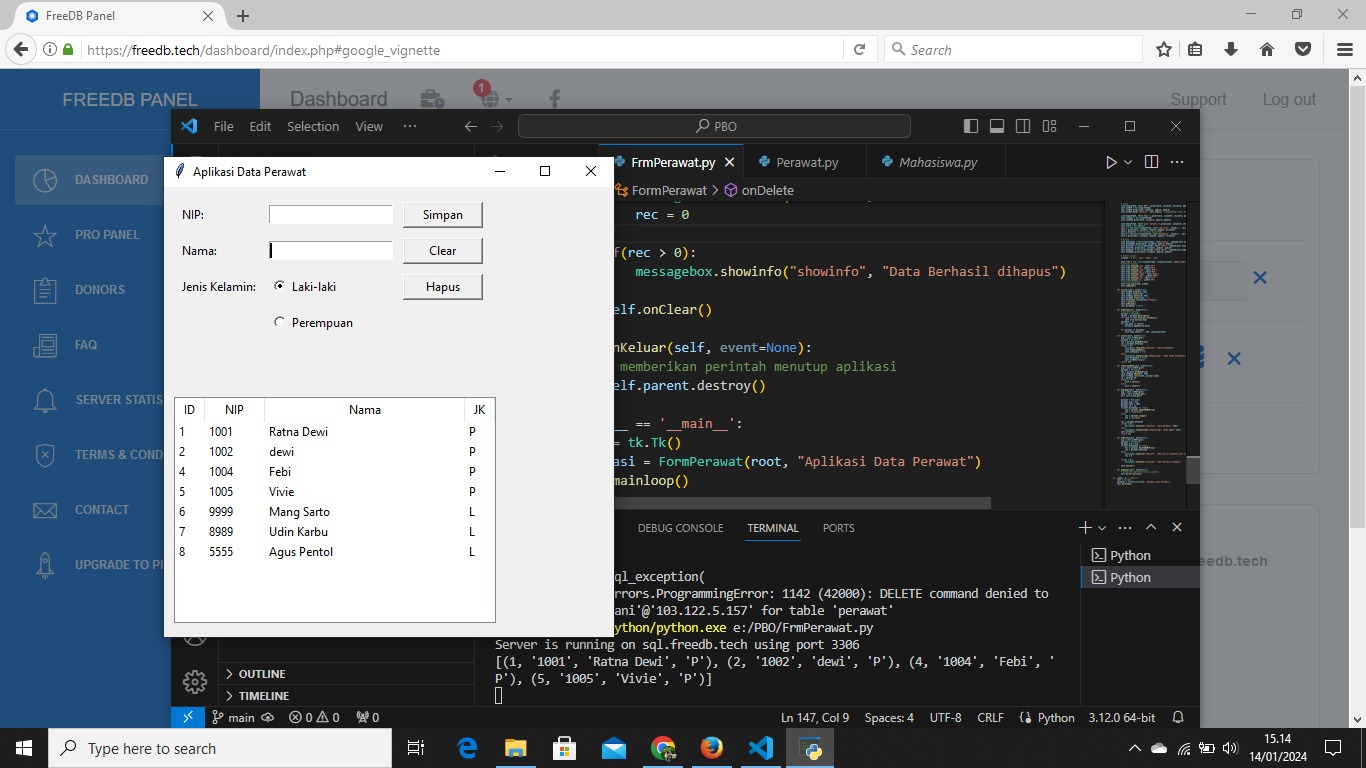 FreeDB Panel
https://freedb.tech/dashboard/index.php#google_vignette
Search
FREEDB PANEL
Dashboard
1
Support
Log out
File Edit Selection View ···
PBO
DASHBOARD
PRO PANEL
DONORS
FAQ
SERVER STATIS
TERMS & COND
CONTACT
UPGRADE TO PR
FrmPerawat.py
Perawat.py
Mahasiswa.py
FormPerawat > onDelete
Aplikasi Data Perawat
NIP:
Simpan
Nama:
Clear
Jenis Kelamin:
Laki-laki
Hapus
Perempuan
ID NIP Nama JK
1 1001 Ratna Dewi P
2 1002 dewi P
4 1004 Febi P
5 1005 Vivie P
6 9999 Mang Sarto L
7 8989 Udin Karbu L
8 5555 Agus Pentol L
rec = 0
f(rec > 0):
messagebox.showinfo("showinfo", "Data Berhasil dihapus")
elf.onClear()
nKeluar(self, event=None):
memberikan perintah menutup aplikasi
elf.parent.destroy()
__ == '__main__':
= tk.Tk()
asi = FormPerawat(root, "Aplikasi Data Perawat")
mainloop()
DEBUG CONSOLE
TERMINAL
PORTS
Python
Python
ql_exception(
rrors.ProgrammingError: 1142 (42000): DELETE command denied to
ani'@'103.122.5.157' for table 'perawat'
ython/python.exe e:/PBO/FrmPerawat.py
Server is running on sql.freedb.tech using port 3306
[(1, '1001', 'Ratna Dewi', 'P'), (2, '1002', 'dewi', 'P'), (4, '1004', 'Febi', '
P'), (5, '1005', 'Vivie', 'P')]
OUTLINE
TIMELINE
eedb.tech
main
0 0
0
Ln 147, Col 9
Spaces: 4
UTF-8
CRLF
Python
3.12.0 64-bit
Type here to search
15.14
14/01/2024